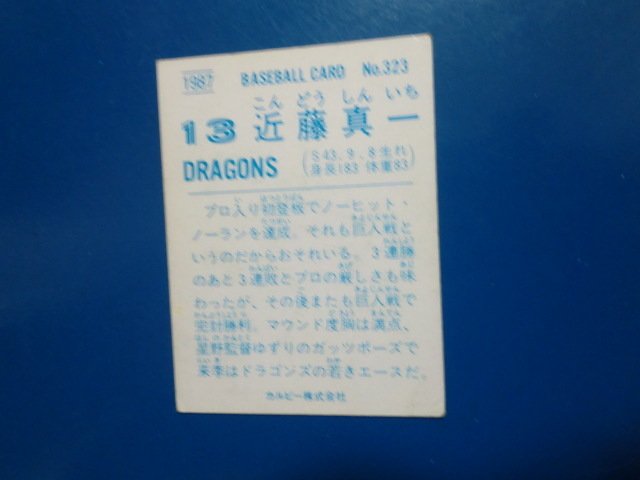 1987 BASEBALL CARD No.323
こん どう しん いち
13 近藤真一
DRAGONS (S43.9.8生れ
身長183 体重83)
プロ入り初登板でノーヒット・
ノーランを達成。それも巨人戦と
いうのだからおそれいる。3連勝
のあと3連敗とプロの厳しさも味
わったが、その後またも巨人戦で
完封勝利。マウンド度胸は満点、
星野監督ゆずりのガッツポーズで
来季はドラゴンズの若きエースだ。
カルビー株式会社